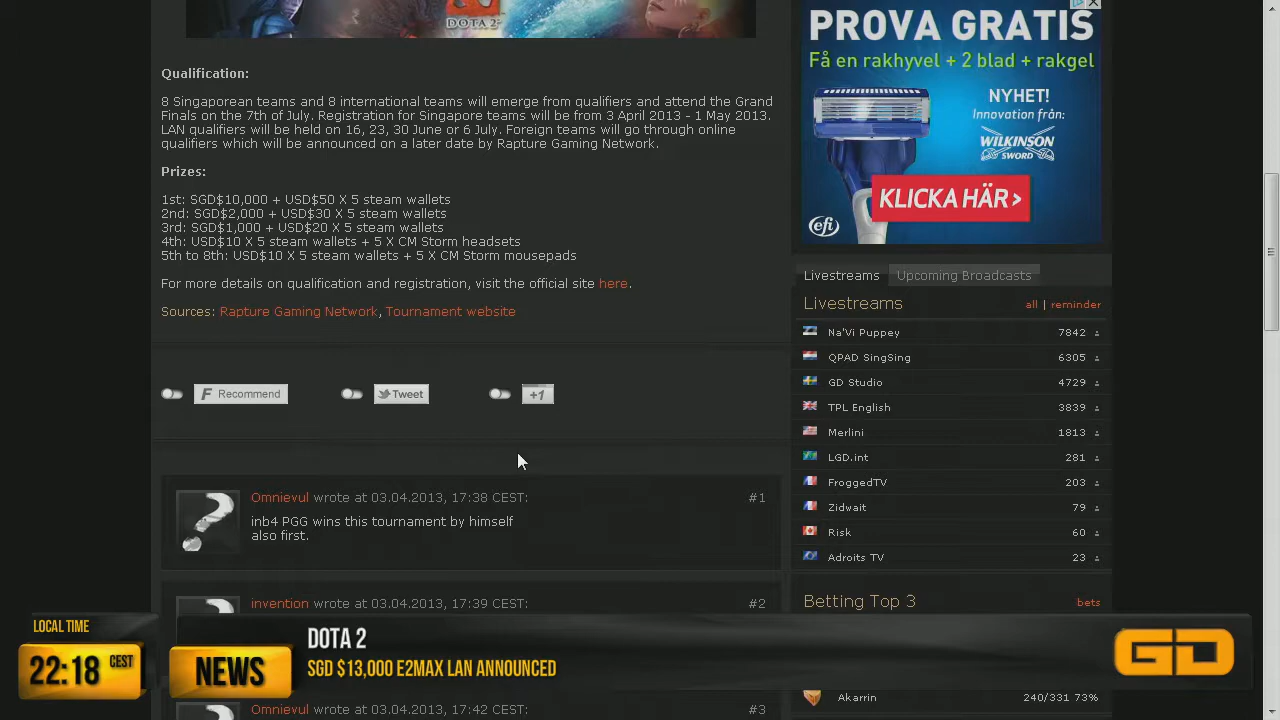 DOTA 2
Qualification:
8 Singaporean teams and 8 international teams will emerge from qualifiers and attend the Grand
Finals on the 7th of July. Registration for Singapore teams will be from 3 April 2013 - 1 May 2013.
LAN qualifiers will be held on 16, 23, 30 June or 6 July. Foreign teams will go through online
qualifiers which will be announced on a later date by Rapture Gaming Network.
Prizes:
1st: SGD$10,000 + USD$50 X 5 steam wallets
2nd: SGD$2,000 + USD$30 X 5 steam wallets
3rd: SGD$1,000 + USD$20 X 5 steam wallets
4th: USD$10 X 5 steam wallets + 5 X CM Storm headsets
5th to 8th: USD$10 X 5 steam wallets + 5 X CM Storm mousepads
For more details on qualification and registration, visit the official site here.
Sources: Rapture Gaming Network, Tournament website
F Recommend
Tweet
+1
Omnievul wrote at 03.04.2013, 17:38 CEST: #1
inb4 PGG wins this tournament by himself
also first.
invention wrote at 03.04.2013, 17:39 CEST: #2
Omnievul wrote at 03.04.2013, 17:42 CEST: #3
PROVA GRATIS
Få en rakhyvel + 2 blad + rakgel
NYHET!
Innovation från:
WILKINSON
SWORD
KLICKA HÄR >
efi
Livestreams
Upcoming Broadcasts
Livestreams all | reminder
Na'Vi Puppey 7842
QPAD SingSing 6305
GD Studio 4729
TPL English 3839
Merlini 1813
LGD.int 281
FroggedTV 203
Zidwait 79
Risk 60
Adroits TV 23
Betting Top 3 bets
Akarrin 240/331 73%
LOCAL TIME
22:18 CEST
NEWS
DOTA 2
SGD $13,000 E2MAX LAN ANNOUNCED
GD